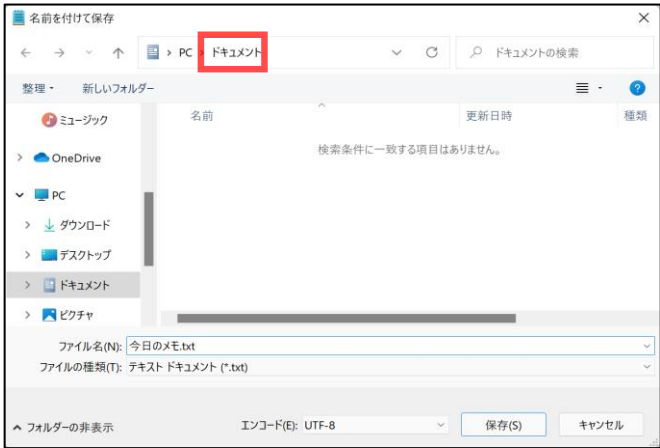 名前を付けて保存
PC > ドキュメント
ドキュメントの検索
整理
新しいフォルダー
名前
更新日時
種類
検索条件に一致する項目はありません。
ミュージック
OneDrive
PC
ダウンロード
デスクトップ
ドキュメント
ピクチャ
ファイル名(N): 今日のメモ.txt
ファイルの種類(T): テキスト ドキュメント (*.txt)
フォルダーの非表示
エンコード(E): UTF-8
保存(S)
キャンセル